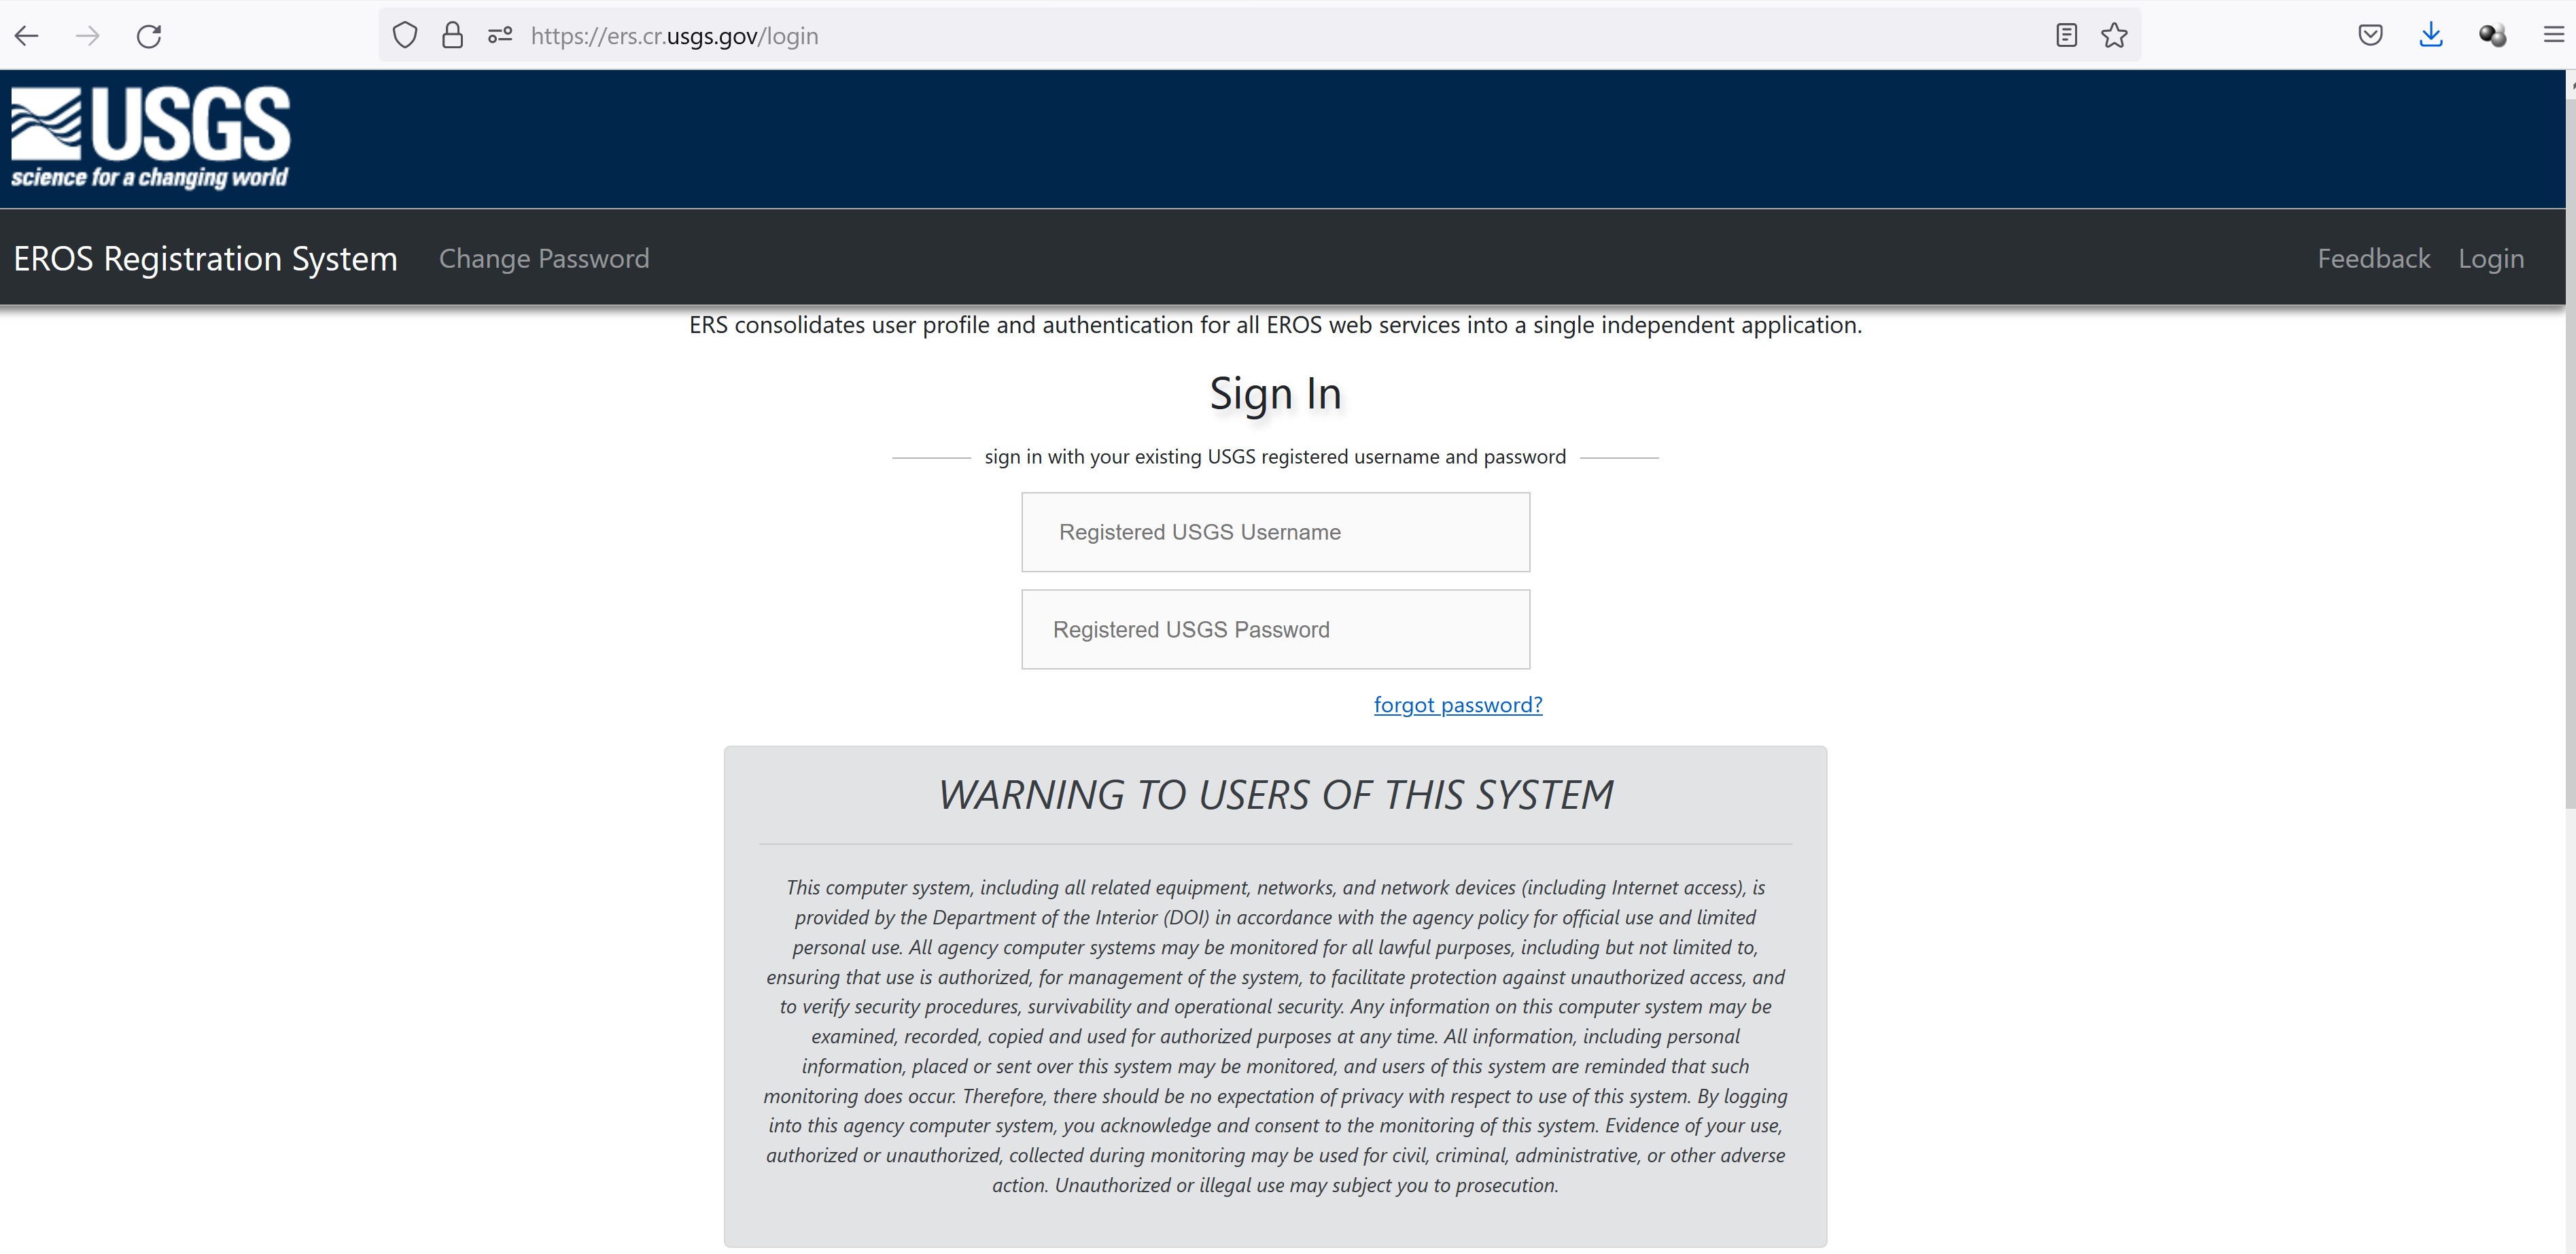 https://ers.cr.usgs.gov/login
USGS
science for a changing world
EROS Registration System Change Password Feedback Login
ERS consolidates user profile and authentication for all EROS web services into a single independent application.
Sign In
sign in with your existing USGS registered username and password
Registered USGS Username
Registered USGS Password
forgot password?
WARNING TO USERS OF THIS SYSTEM
This computer system, including all related equipment, networks, and network devices (including Internet access), is
provided by the Department of the Interior (DOI) in accordance with the agency policy for official use and limited
personal use. All agency computer systems may be monitored for all lawful purposes, including but not limited to,
ensuring that use is authorized, for management of the system, to facilitate protection against unauthorized access, and
to verify security procedures, survivability and operational security. Any information on this computer system may be
examined, recorded, copied and used for authorized purposes at any time. All information, including personal
information, placed or sent over this system may be monitored, and users of this system are reminded that such
monitoring does occur. Therefore, there should be no expectation of privacy with respect to use of this system. By logging
into this agency computer system, you acknowledge and consent to the monitoring of this system. Evidence of your use,
authorized or unauthorized, collected during monitoring may be used for civil, criminal, administrative, or other adverse
action. Unauthorized or illegal use may subject you to prosecution.